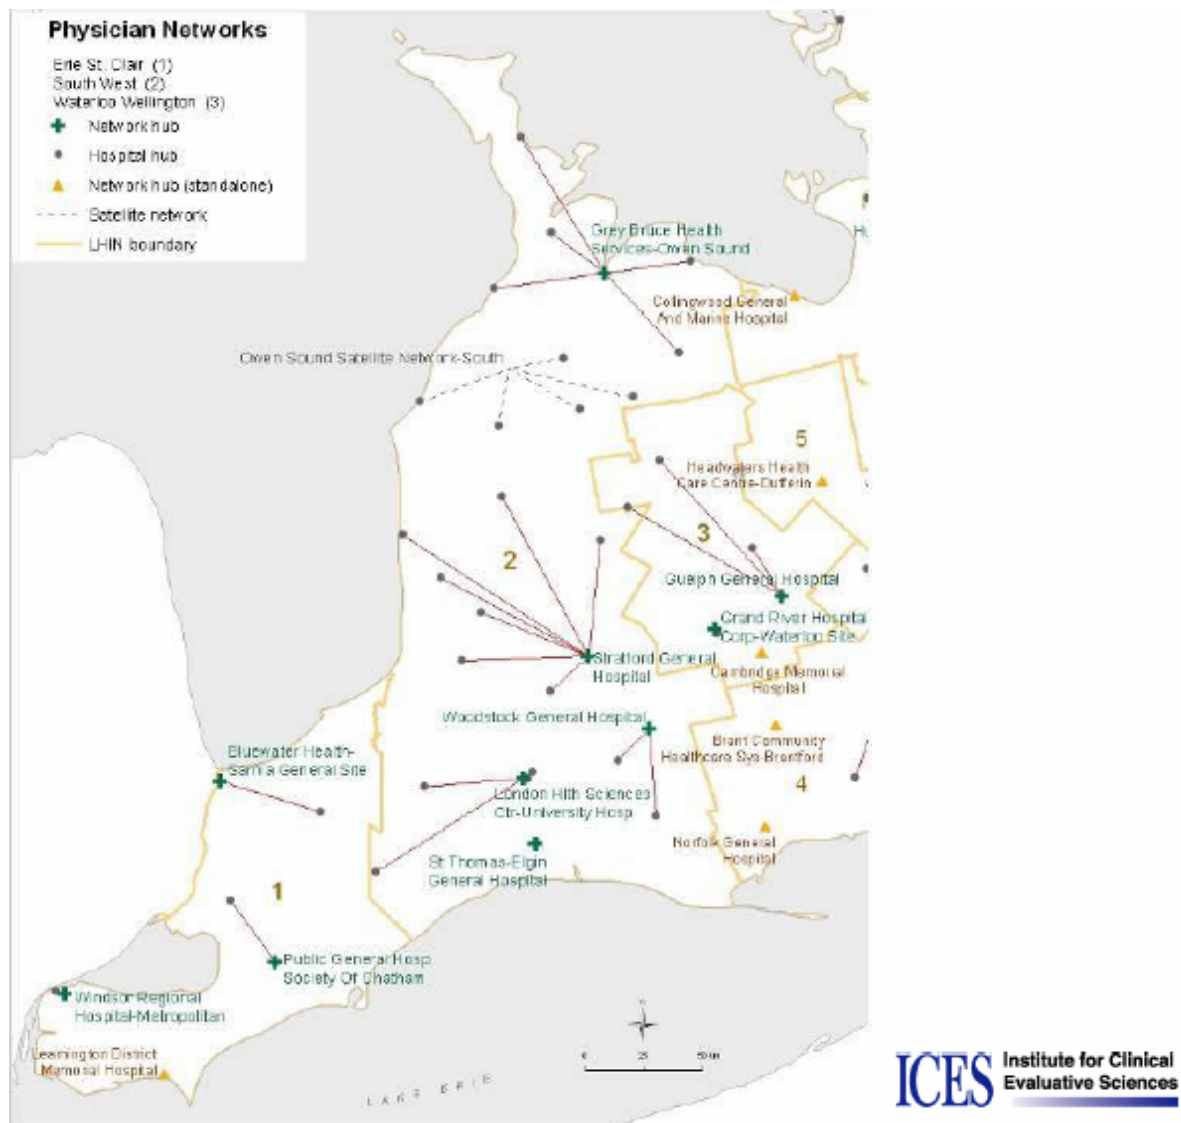 Physician Networks
Erie St. Clair (1)
South West (2)
Waterloo Wellington (3)
Network hub
Hospital hub
Network hub (standalone)
Satellite network
LHIN boundary
Grey Bruce Health
Services-Owen Sound
Collingwood General
And Marine Hospital
Owen Sound Satellite Network-South
5
Headwaters Health
Care Centre-Dufferin
3
2
Guelph General Hospital
Grand River Hospital
Corp-Waterloo Site
Stratford General
Hospital
Cambridge Memorial
Hospital
Woodstock General Hospital
Brant Community
Healthcare Sys-Brantford
Bluewater Health-
Sarnia General Site
4
London Hlth Sciences
Ctr-University Hosp
Norfolk General
Hospital
St Thomas-Elgin
General Hospital
1
Public General Hosp
Society Of Chatham
Windsor Regional
Hospital-Metropolitan
Leamington District
Memorial Hospital
N
0 25 50 km
LAKE ERIE
ICES Institute for Clinical
Evaluative Sciences